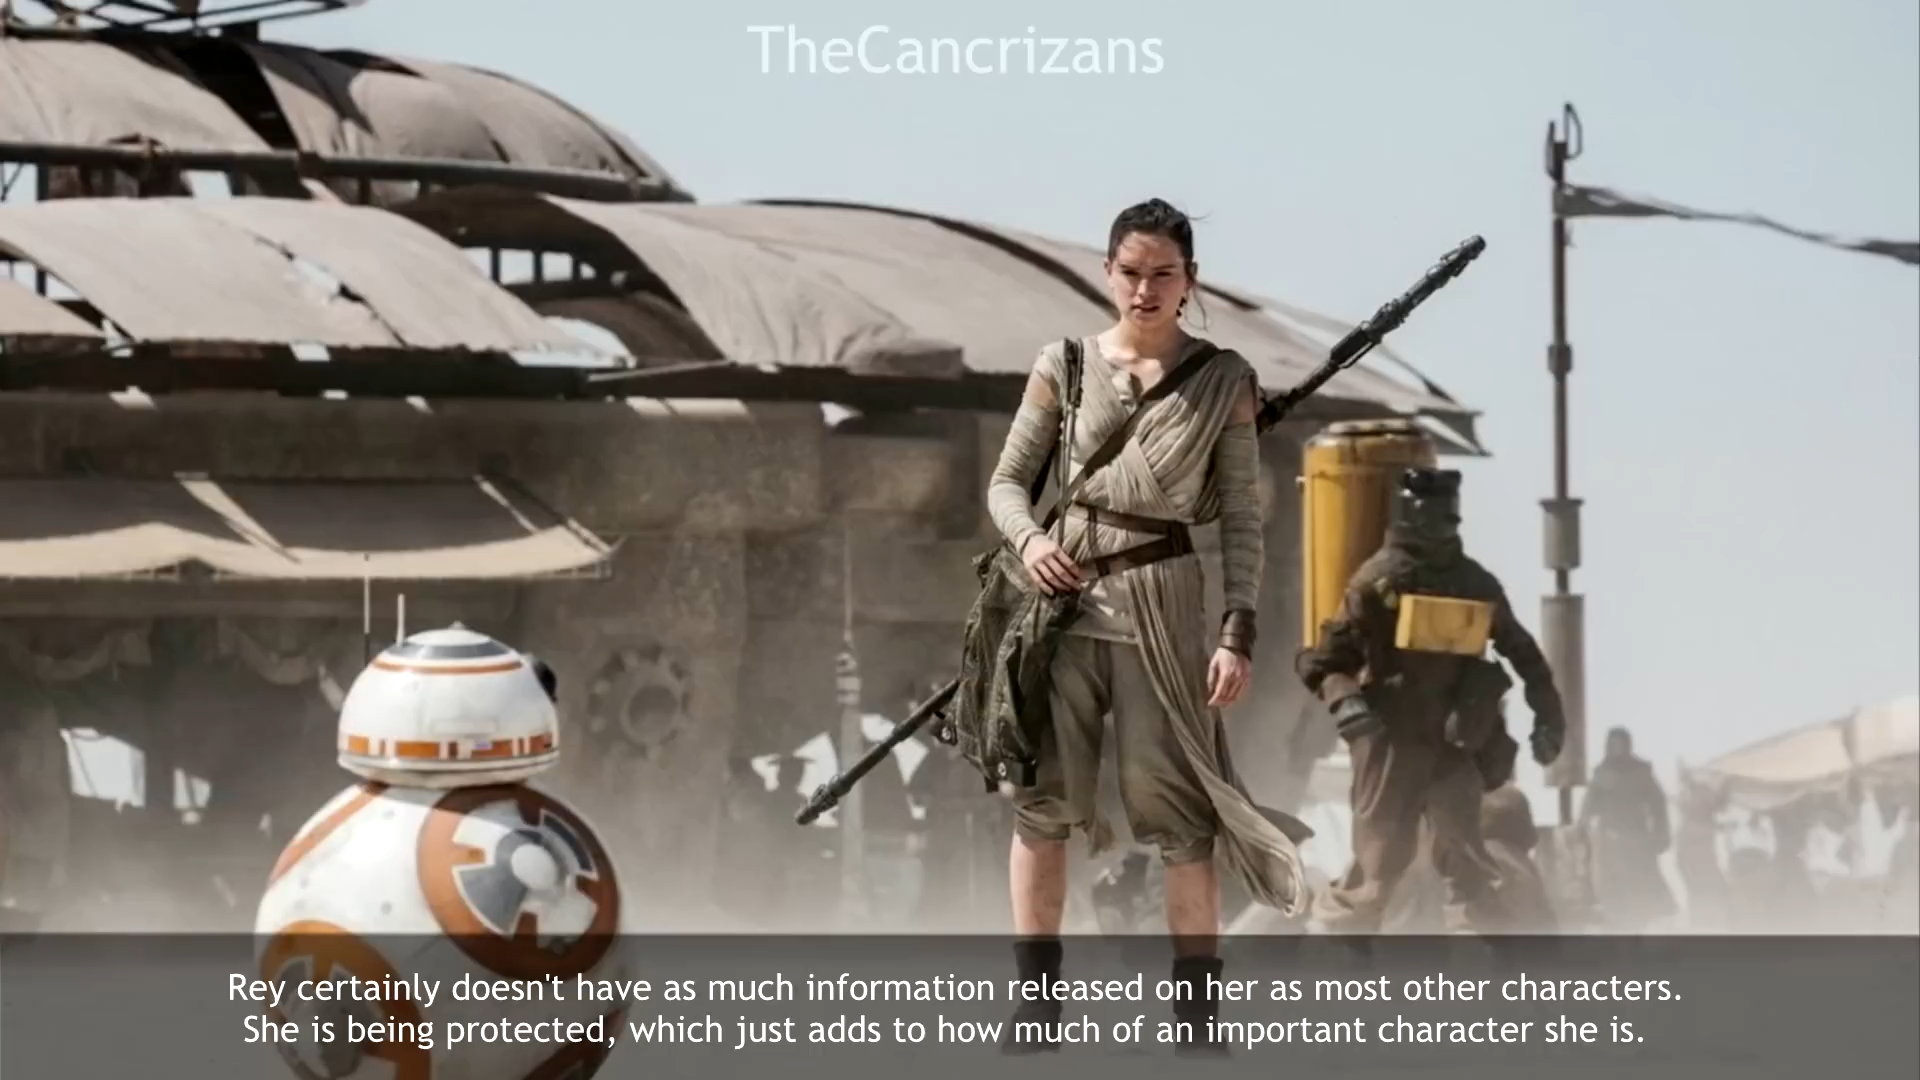 TheCancrizans
Rey certainly doesn't have as much information released on her as most other characters.
She is being protected, which just adds to how much of an important character she is.